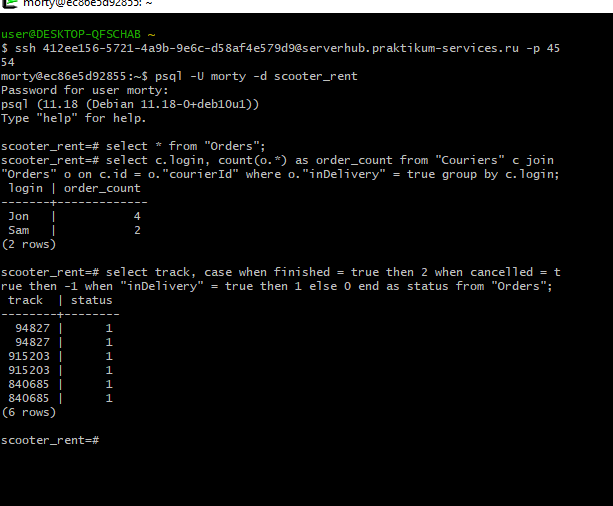 morty@ec86e5d92855: ~
user@DESKTOP-QFSCHAB ~
$ ssh 412ee156-5721-4a9b-9e6c-d58af4e579d9@serverhub.praktikum-services.ru -p 45
54
morty@ec86e5d92855:~$ psql -U morty -d scooter_rent
Password for user morty:
psql (11.18 (Debian 11.18-0+deb10u1))
Type "help" for help.
scooter_rent=# select * from "Orders";
scooter_rent=# select c.login, count(o.*) as order_count from "Couriers" c join
"Orders" o on c.id = o."courierId" where o."inDelivery" = true group by c.login;
login | order_count
-------+-------------
Jon   |           4
Sam   |           2
(2 rows)
scooter_rent=# select track, case when finished = true then 2 when cancelled = t
rue then -1 when "inDelivery" = true then 1 else 0 end as status from "Orders";
track  | status
--------+--------
94827 |      1
94827 |      1
915203 |      1
915203 |      1
840685 |      1
840685 |      1
(6 rows)
scooter_rent=#